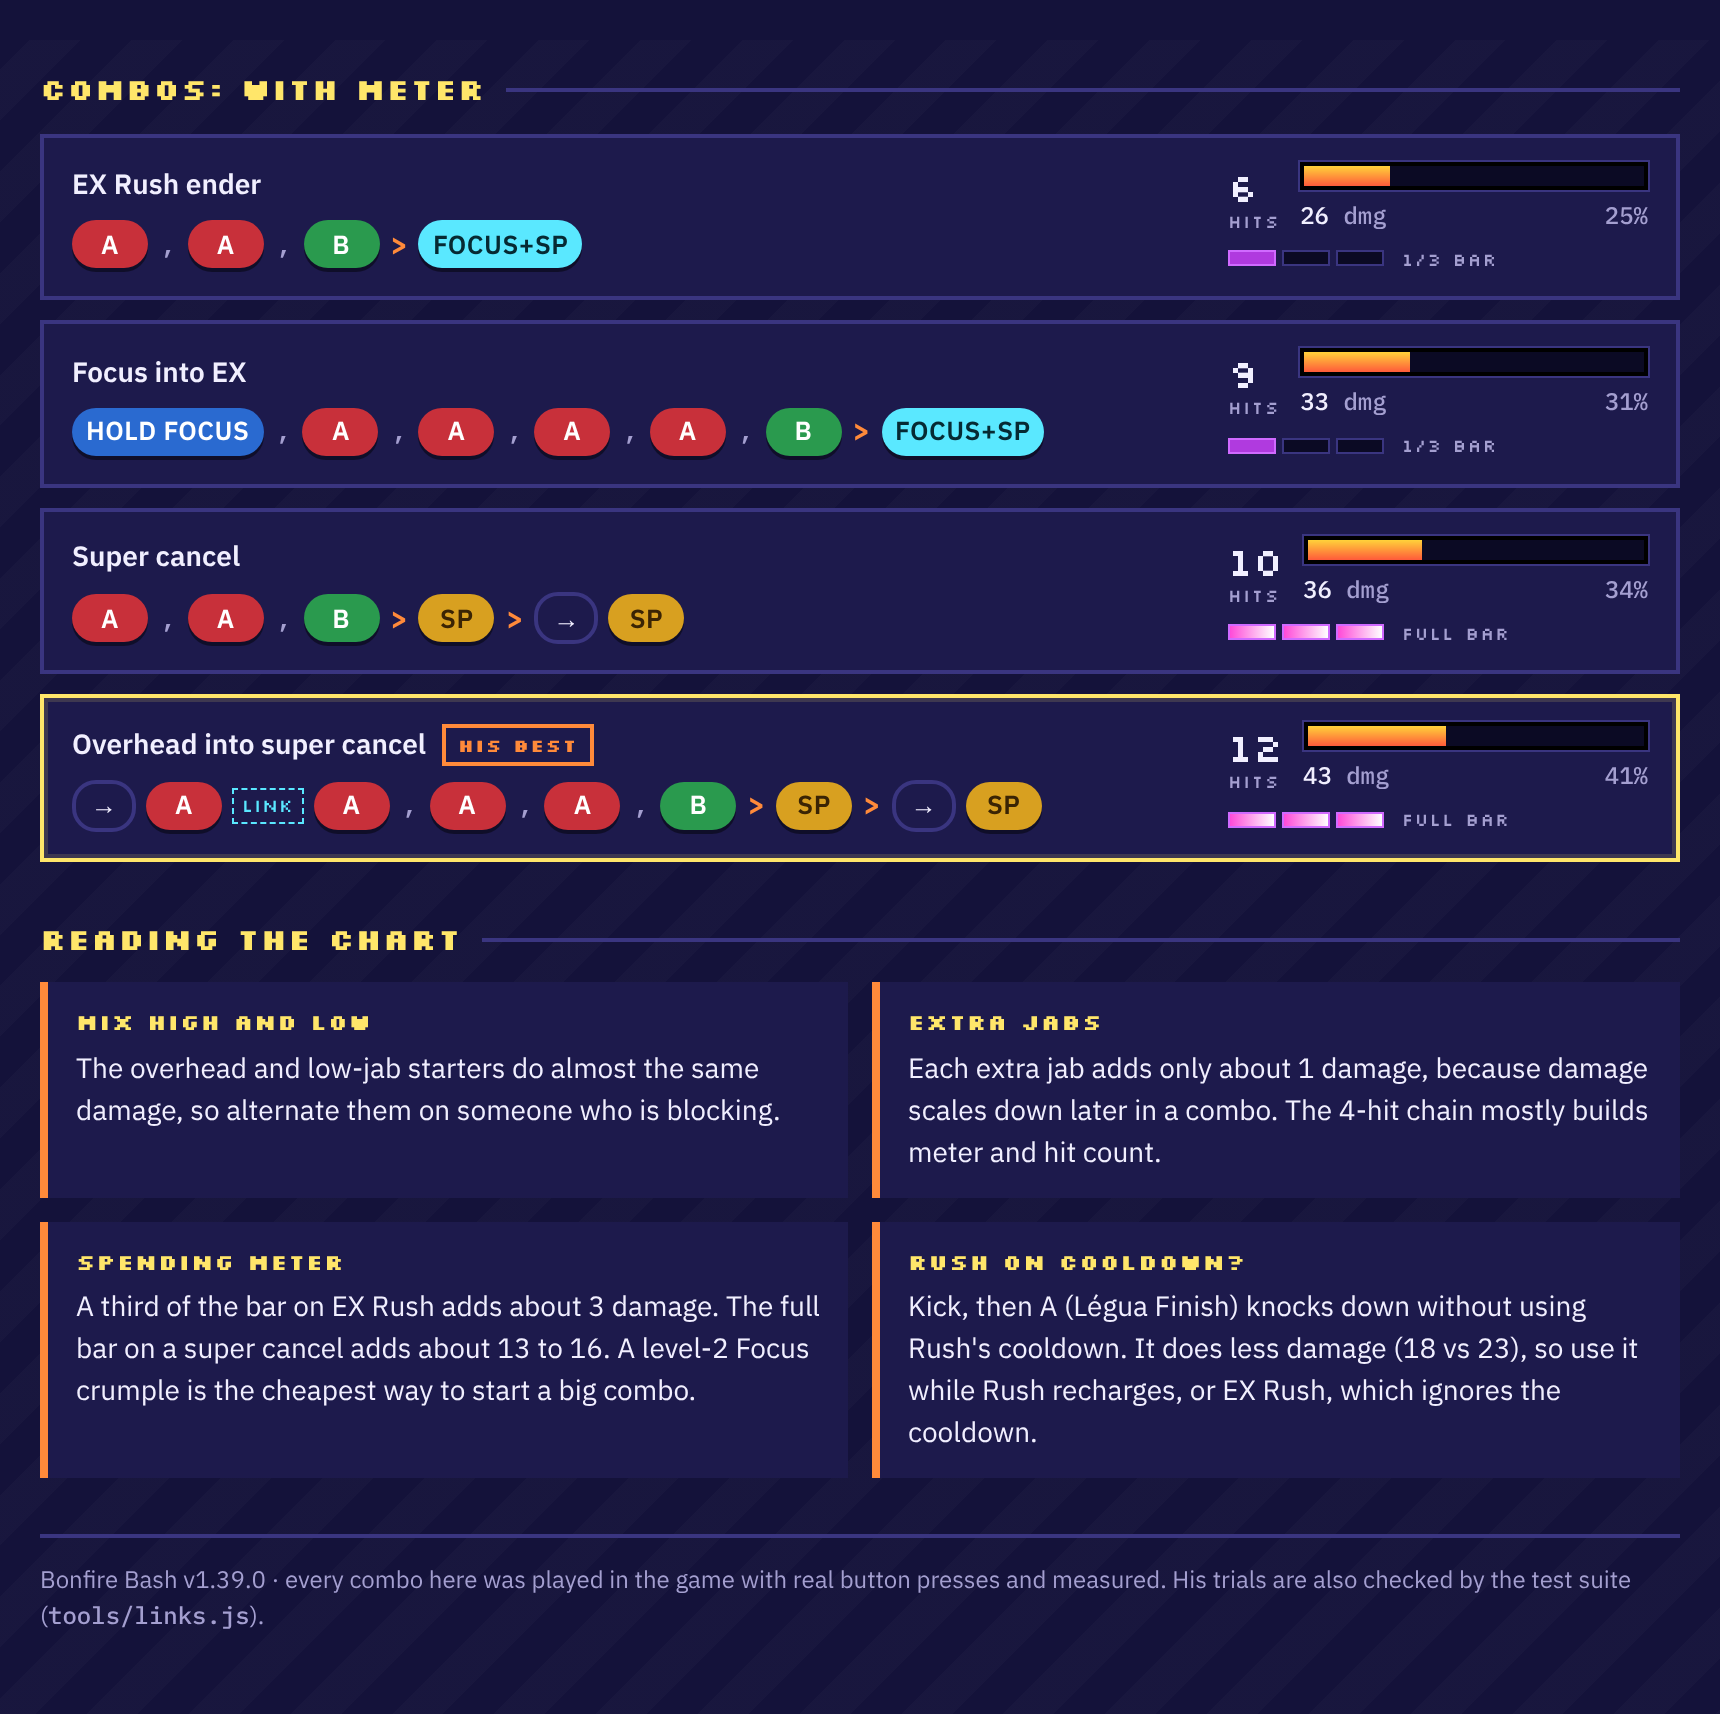 COMBOS: WITH METER
EX Rush ender
A , A , B > FOCUS+SP
6 HITS
26 dmg 25%
1/3 BAR
Focus into EX
HOLD FOCUS , A , A , A , A , B > FOCUS+SP
9 HITS
33 dmg 31%
1/3 BAR
Super cancel
A , A , B > SP > → SP
10 HITS
36 dmg 34%
FULL BAR
Overhead into super cancel HIS BEST
→ A LINK A , A , A , B > SP > → SP
12 HITS
43 dmg 41%
FULL BAR
READING THE CHART
MIX HIGH AND LOW
The overhead and low-jab starters do almost the same
damage, so alternate them on someone who is blocking.
EXTRA JABS
Each extra jab adds only about 1 damage, because damage
scales down later in a combo. The 4-hit chain mostly builds
meter and hit count.
SPENDING METER
A third of the bar on EX Rush adds about 3 damage. The full
bar on a super cancel adds about 13 to 16. A level-2 Focus
crumple is the cheapest way to start a big combo.
RUSH ON COOLDOWN?
Kick, then A (Légua Finish) knocks down without using
Rush's cooldown. It does less damage (18 vs 23), so use it
while Rush recharges, or EX Rush, which ignores the
cooldown.
Bonfire Bash v1.39.0 · every combo here was played in the game with real button presses and measured. His trials are also checked by the test suite
(tools/links.js).